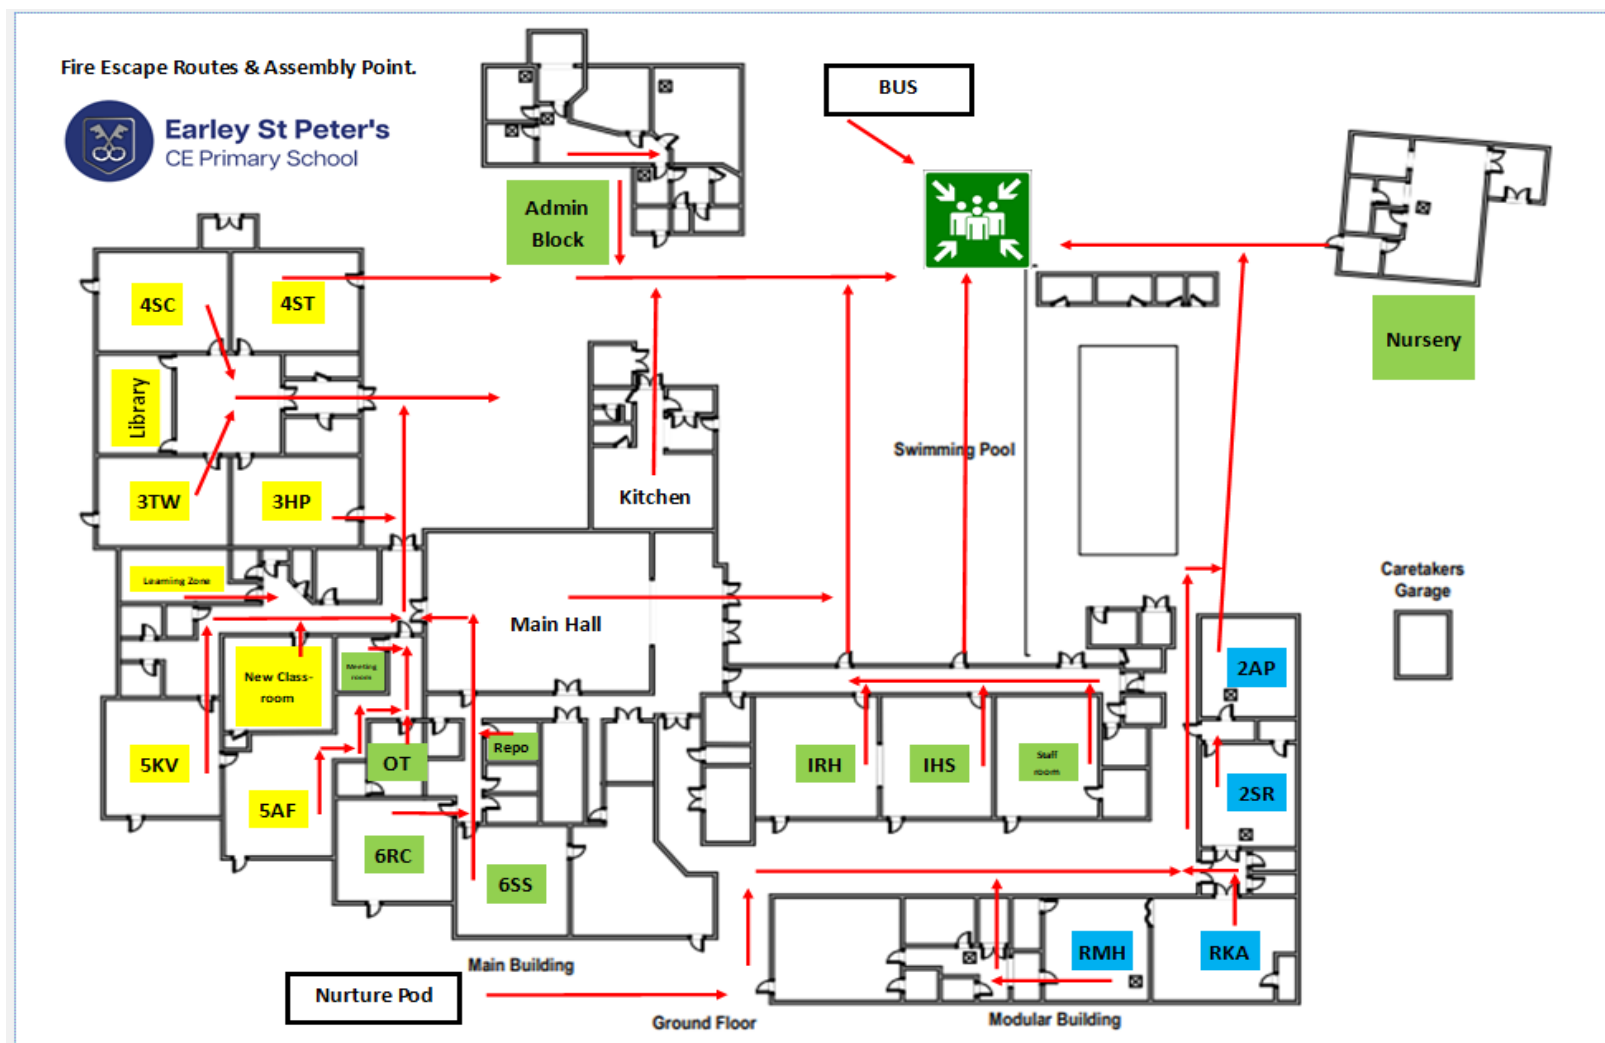 Fire Escape Routes & Assembly Point.
Earley St Peter's
CE Primary School
BUS
Admin
Block
4SC
4ST
Library
Nursery
3TW
3HP
Kitchen
Swimming Pool
Learning Zone
Main Hall
Caretakers
Garage
New Class-
room
Meeting
room
2AP
5KV
OT
Repo
IRH
IHS
Staff
room
2SR
5AF
6RC
6SS
RMH
RKA
Main Building
Nurture Pod
Ground Floor
Modular Building